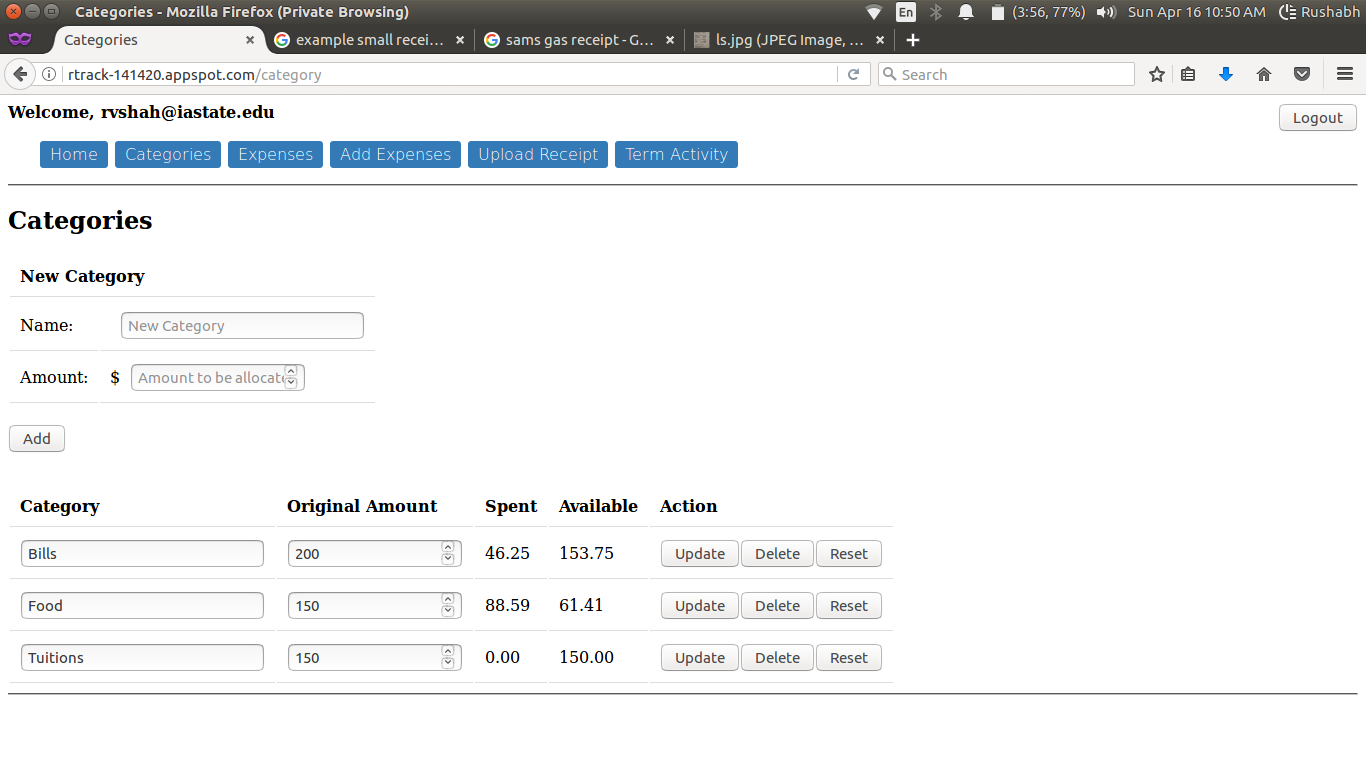 Categories - Mozilla Firefox (Private Browsing) En (3:56, 77%) Sun Apr 16 10:50 AM Rushabh
Categories × example small recei... × sams gas receipt - G... × ls.jpg (JPEG Image, ... × +
rtrack-141420.appspot.com/category Search
Welcome, rvshah@iastate.edu Logout
Home Categories Expenses Add Expenses Upload Receipt Term Activity
Categories
New Category
Name: New Category
Amount: $ Amount to be allocate
Add
Category Original Amount Spent Available Action
Bills 200 46.25 153.75 Update Delete Reset
Food 150 88.59 61.41 Update Delete Reset
Tuitions 150 0.00 150.00 Update Delete Reset